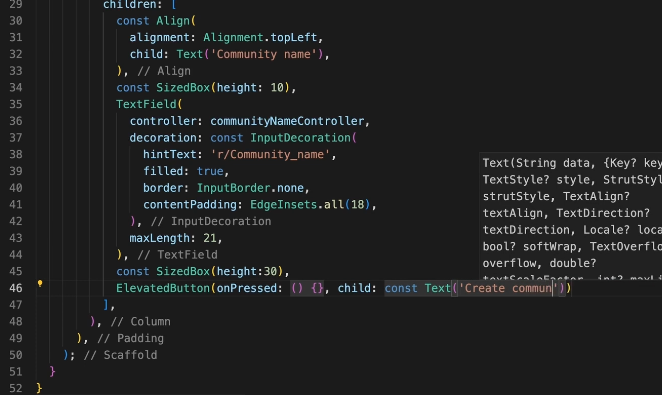 29 children: [
30 const Align(
31 alignment: Alignment.topLeft,
32 child: Text('Community name'),
33 ), // Align
34 const SizedBox(height: 10),
35 TextField(
36 controller: communityNameController,
37 decoration: const InputDecoration(
38 hintText: 'r/Community_name',
39 filled: true,
40 border: InputBorder.none,
41 contentPadding: EdgeInsets.all(18),
42 ), // InputDecoration
43 maxLength: 21,
44 ), // TextField
45 const SizedBox(height:30),
46 ElevatedButton(onPressed: () {}, child: const Text('Create commun'))
47 ],
48 ), // Column
49 ), // Padding
50 ); // Scaffold
51 }
52 }
Text(String data, {Key? key
TextStyle? style, StrutStyl
strutStyle, TextAlign?
textAlign, TextDirection?
textDirection, Locale? loca
bool? softWrap, TextOverflo
overflow, double?
textScaleFactor, int? maxLi